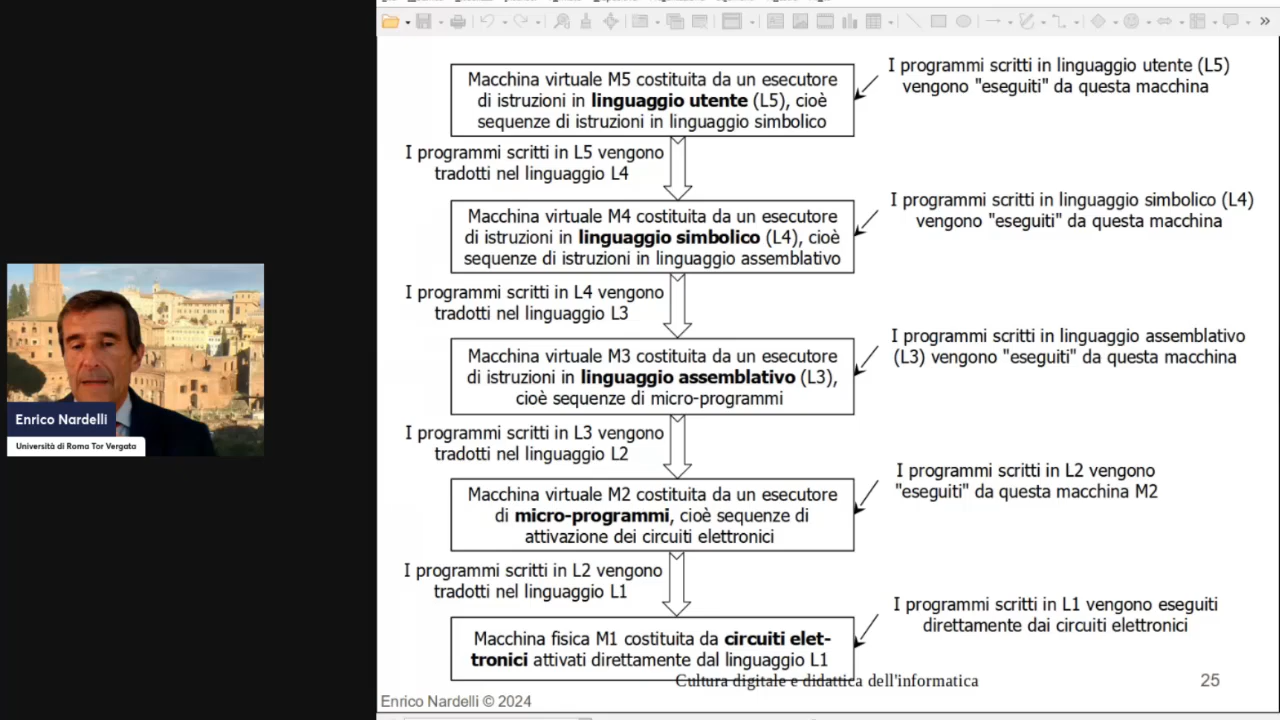 Macchina virtuale M5 costituita da un esecutore
di istruzioni in linguaggio utente (L5), cioè
sequenze di istruzioni in linguaggio simbolico
I programmi scritti in linguaggio utente (L5)
vengono "eseguiti" da questa macchina
I programmi scritti in L5 vengono
tradotti nel linguaggio L4
Macchina virtuale M4 costituita da un esecutore
di istruzioni in linguaggio simbolico (L4), cioè
sequenze di istruzioni in linguaggio assemblativo
I programmi scritti in linguaggio simbolico (L4)
vengono "eseguiti" da questa macchina
I programmi scritti in L4 vengono
tradotti nel linguaggio L3
Macchina virtuale M3 costituita da un esecutore
di istruzioni in linguaggio assemblativo (L3),
cioè sequenze di micro-programmi
I programmi scritti in linguaggio assemblativo
(L3) vengono "eseguiti" da questa macchina
I programmi scritti in L3 vengono
tradotti nel linguaggio L2
Macchina virtuale M2 costituita da un esecutore
di micro-programmi, cioè sequenze di
attivazione dei circuiti elettronici
I programmi scritti in L2 vengono
"eseguiti" da questa macchina M2
I programmi scritti in L2 vengono
tradotti nel linguaggio L1
Macchina fisica M1 costituita da circuiti elet-
tronici attivati direttamente dal linguaggio L1
I programmi scritti in L1 vengono eseguiti
direttamente dai circuiti elettronici
Cultura digitale e didattica dell'informatica
25
Enrico Nardelli © 2024
Enrico Nardelli
Università di Roma Tor Vergata